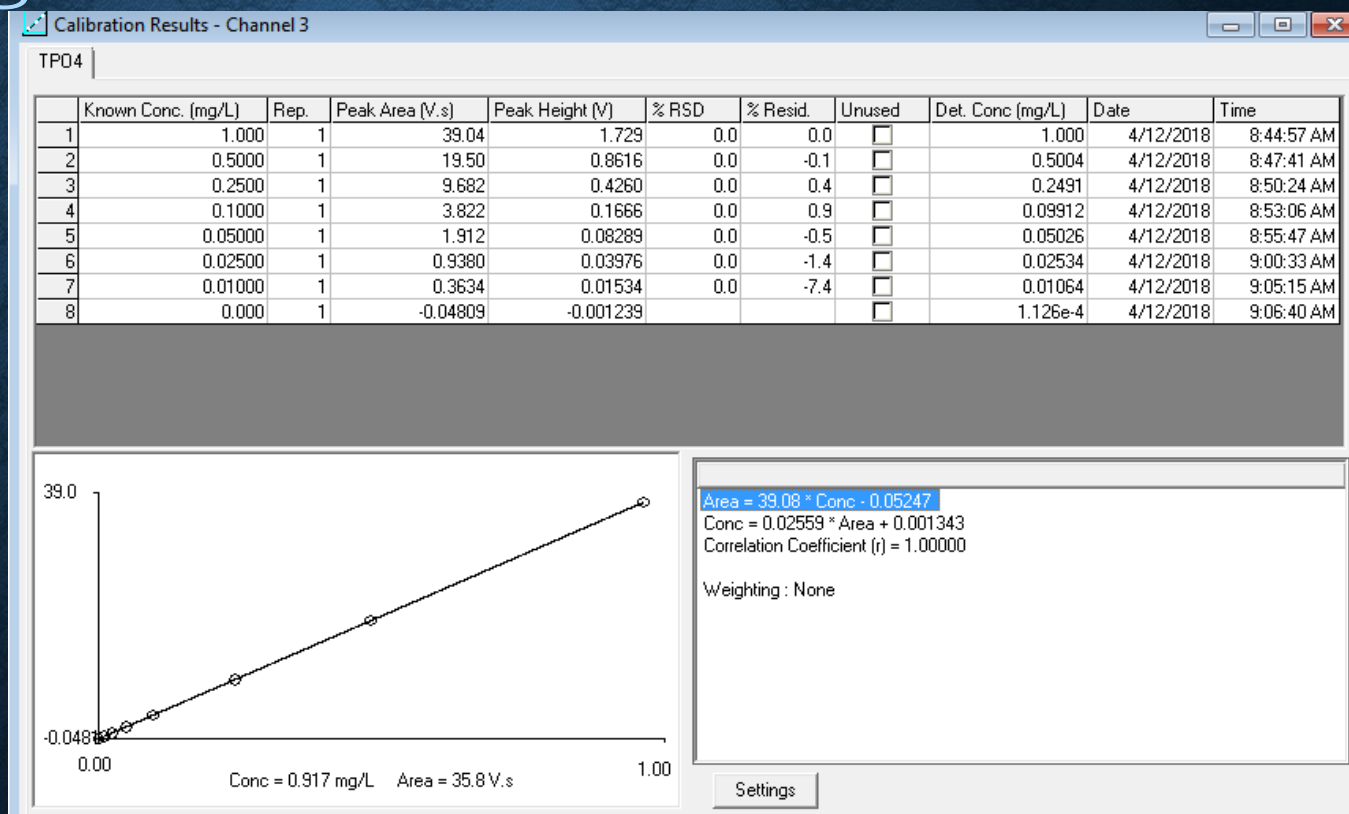 Calibration Results - Channel 3
TPO4
Known Conc. (mg/L) Rep. Peak Area (V.s) Peak Height (V) % RSD % Resid. Unused Det. Conc (mg/L) Date Time
1 1.000 1 39.04 1.729 0.0 0.0 1.000 4/12/2018 8:44:57 AM
2 0.5000 1 19.50 0.8616 0.0 -0.1 0.5004 4/12/2018 8:47:41 AM
3 0.2500 1 9.682 0.4260 0.0 0.4 0.2491 4/12/2018 8:50:24 AM
4 0.1000 1 3.822 0.1666 0.0 0.9 0.09912 4/12/2018 8:53:06 AM
5 0.05000 1 1.912 0.08289 0.0 -0.5 0.05026 4/12/2018 8:55:47 AM
6 0.02500 1 0.9380 0.03976 0.0 -1.4 0.02534 4/12/2018 9:00:33 AM
7 0.01000 1 0.3634 0.01534 0.0 -7.4 0.01064 4/12/2018 9:05:15 AM
8 0.000 1 -0.04809 -0.001239 1.126e-4 4/12/2018 9:06:40 AM
39.0
0.00
1.00
Conc = 0.917 mg/L Area = 35.8 V.s
Area = 39.08 * Conc - 0.05247
Conc = 0.02559 * Area + 0.001343
Correlation Coefficient (r) = 1.00000
Weighting : None
Settings